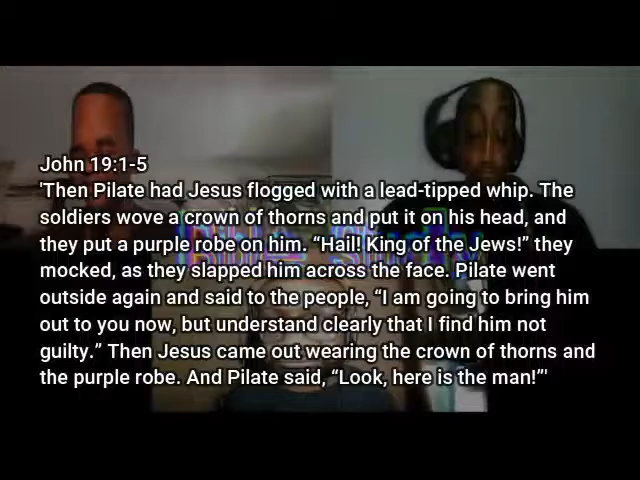 John 19:1-5
'Then Pilate had Jesus flogged with a lead-tipped whip. The
soldiers wove a crown of thorns and put it on his head, and
they put a purple robe on him. “Hail! King of the Jews!” they
mocked, as they slapped him across the face. Pilate went
outside again and said to the people, “I am going to bring him
out to you now, but understand clearly that I find him not
guilty.” Then Jesus came out wearing the crown of thorns and
the purple robe. And Pilate said, “Look, here is the man!”'
Bible Study